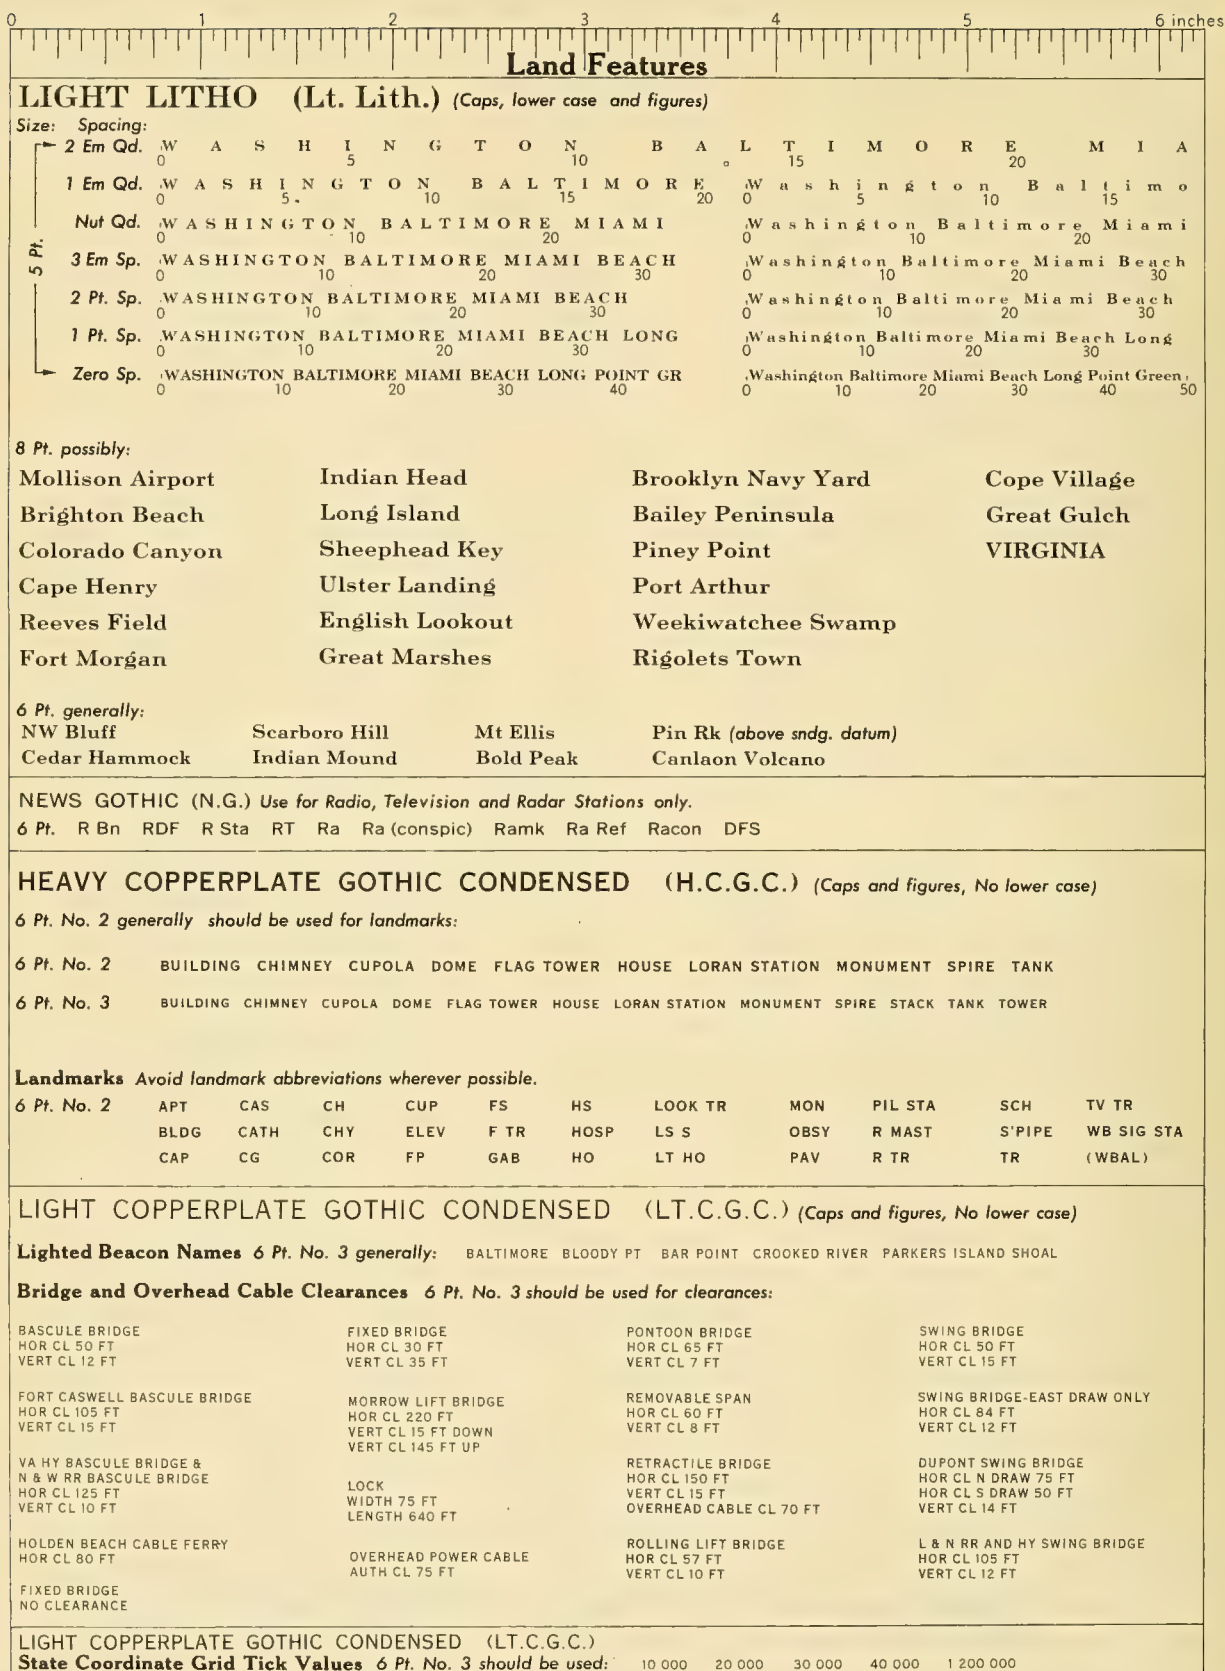 0 1 2 3 4 5 6 inches
Land Features
LIGHT LITHO (Lt. Lith.) (Caps, lower case and figures)
Size: Spacing:
5 Pt.
2 Em Qd. W A S H I N G T O N B A L T I M O R E M I A
0 5 10 15 20
1 Em Qd. W A S H I N G T O N B A L T I M O R E W a s h i n g t o n B a l t i m o
0 5 10 15 20 0 5 10 15
Nut Qd. W A S H I N G T O N B A L T I M O R E M I A M I W a s h i n g t o n B a l t i m o r e M i a m i
0 10 20 0 10 20
3 Em Sp. WASHINGTON BALTIMORE MIAMI BEACH Washington Baltimore Miami Beach
0 10 20 30 0 10 20 30
2 Pt. Sp. WASHINGTON BALTIMORE MIAMI BEACH Washington Baltimore Miami Beach
0 10 20 30 0 10 20 30
1 Pt. Sp. WASHINGTON BALTIMORE MIAMI BEACH LONG Washington Baltimore Miami Beach Long
0 10 20 30 0 10 20 30
Zero Sp. WASHINGTON BALTIMORE MIAMI BEACH LONG POINT GR Washington Baltimore Miami Beach Long Point Green
0 10 20 30 40 0 10 20 30 40 50
8 Pt. possibly:
Mollison Airport Indian Head Brooklyn Navy Yard Cope Village
Brighton Beach Long Island Bailey Peninsula Great Gulch
Colorado Canyon Sheephead Key Piney Point VIRGINIA
Cape Henry Ulster Landing Port Arthur
Reeves Field English Lookout Weekiwatchee Swamp
Fort Morgan Great Marshes Rigolets Town
6 Pt. generally:
NW Bluff Scarboro Hill Mt Ellis Pin Rk (above sndg. datum)
Cedar Hammock Indian Mound Bold Peak Canlaon Volcano
NEWS GOTHIC (N.G.) Use for Radio, Television and Radar Stations only.
6 Pt. R Bn RDF R Sta RT Ra Ra (conspic) Ramk Ra Ref Racon DFS
HEAVY COPPERPLATE GOTHIC CONDENSED (H.C.G.C.) (Caps and figures, No lower case)
6 Pt. No. 2 generally should be used for landmarks:
6 Pt. No. 2 BUILDING CHIMNEY CUPOLA DOME FLAG TOWER HOUSE LORAN STATION MONUMENT SPIRE TANK
6 Pt. No. 3 BUILDING CHIMNEY CUPOLA DOME FLAG TOWER HOUSE LORAN STATION MONUMENT SPIRE STACK TANK TOWER
Landmarks Avoid landmark abbreviations wherever possible.
6 Pt. No. 2 APT CAS CH CUP FS HS LOOK TR MON PIL STA SCH TV TR
BLDG CATH CHY ELEV F TR HOSP LS S OBSY R MAST S'PIPE WB SIG STA
CAP CG COR FP GAB HO LT HO PAV R TR TR (WBAL)
LIGHT COPPERPLATE GOTHIC CONDENSED (LT.C.G.C.) (Caps and figures, No lower case)
Lighted Beacon Names 6 Pt. No. 3 generally: BALTIMORE BLOODY PT BAR POINT CROOKED RIVER PARKERS ISLAND SHOAL
Bridge and Overhead Cable Clearances 6 Pt. No. 3 should be used for clearances:
BASCULE BRIDGE
HOR CL 50 FT
VERT CL 12 FT
FORT CASWELL BASCULE BRIDGE
HOR CL 105 FT
VERT CL 15 FT
VA HY BASCULE BRIDGE &
N & W RR BASCULE BRIDGE
HOR CL 125 FT
VERT CL 10 FT
HOLDEN BEACH CABLE FERRY
HOR CL 80 FT
FIXED BRIDGE
NO CLEARANCE
FIXED BRIDGE
HOR CL 30 FT
VERT CL 35 FT
MORROW LIFT BRIDGE
HOR CL 220 FT
VERT CL 15 FT DOWN
VERT CL 145 FT UP
LOCK
WIDTH 75 FT
LENGTH 640 FT
OVERHEAD POWER CABLE
AUTH CL 75 FT
PONTOON BRIDGE
HOR CL 65 FT
VERT CL 7 FT
REMOVABLE SPAN
HOR CL 60 FT
VERT CL 8 FT
RETRACTILE BRIDGE
HOR CL 150 FT
VERT CL 15 FT
OVERHEAD CABLE CL 70 FT
ROLLING LIFT BRIDGE
HOR CL 57 FT
VERT CL 10 FT
SWING BRIDGE
HOR CL 50 FT
VERT CL 15 FT
SWING BRIDGE-EAST DRAW ONLY
HOR CL 84 FT
VERT CL 12 FT
DUPONT SWING BRIDGE
HOR CL N DRAW 75 FT
HOR CL S DRAW 50 FT
VERT CL 14 FT
L & N RR AND HY SWING BRIDGE
HOR CL 105 FT
VERT CL 12 FT
LIGHT COPPERPLATE GOTHIC CONDENSED (LT.C.G.C.)
State Coordinate Grid Tick Values 6 Pt. No. 3 should be used: 10 000 20 000 30 000 40 000 1 200 000